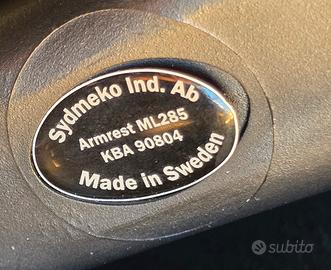 Sydmeko Ind. Ab
Armrest ML285
KBA 90804
Made in Sweden
subito